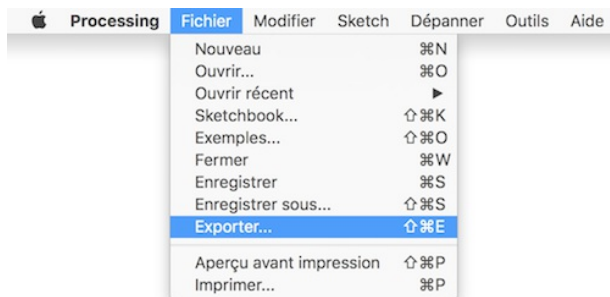 Processing Fichier Modifier Sketch Dépanner Outils Aide
Nouveau ⌘N
Ouvrir... ⌘O
Ouvrir récent ▶
Sketchbook... ⇧⌘K
Exemples... ⇧⌘O
Fermer ⌘W
Enregistrer ⌘S
Enregistrer sous... ⇧⌘S
Exporter... ⇧⌘E
Aperçu avant impression ⇧⌘P
Imprimer... ⌘P